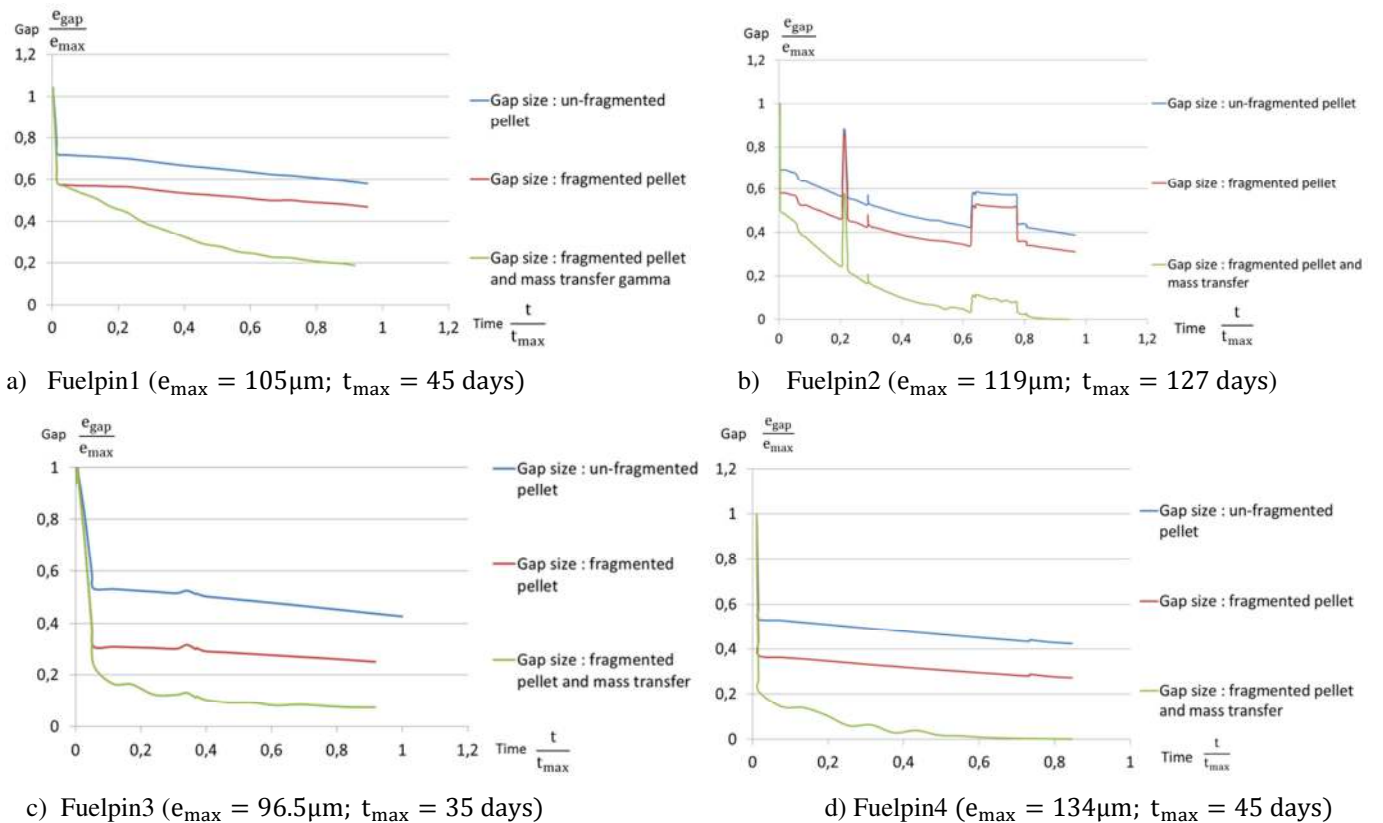 Gap e_gap / e_max
1,2
1
0,8
0,6
0,4
0,2
0
0 0,2 0,4 0,6 0,8 1 1,2
Time t / t_max
Gap size : un-fragmented
pellet
Gap size : fragmented pellet
Gap size : fragmented pellet
and mass transfer gamma
a) Fuelpin1 (e_max = 105μm; t_max = 45 days)
Gap e_gap / e_max
1,2
1
0,8
0,6
0,4
0,2
0
0 0,2 0,4 0,6 0,8 1
Time t / t_max
Gap size : un-fragmented pellet
Gap size : fragmented pellet
Gap size : fragmented pellet and
mass transfer
b) Fuelpin2 (e_max = 119μm; t_max = 127 days)
Gap e_gap / e_max
1
0,8
0,6
0,4
0,2
0
0 0,2 0,4 0,6 0,8 1 1,2
Time t / t_max
Gap size : un-fragmented
pellet
Gap size : fragmented
pellet
Gap size : fragmented
pellet and mass transfer
c) Fuelpin3 (e_max = 96.5μm; t_max = 35 days)
Gap e_gap / e_max
1,2
1
0,8
0,6
0,4
0,2
0
0 0,2 0,4 0,6 0,8 1
Time t / t_max
Gap size : un-fragmented
pellet
Gap size : fragmented pellet
Gap size : fragmented pellet
and mass transfer
d) Fuelpin4 (e_max = 134μm; t_max = 45 days)